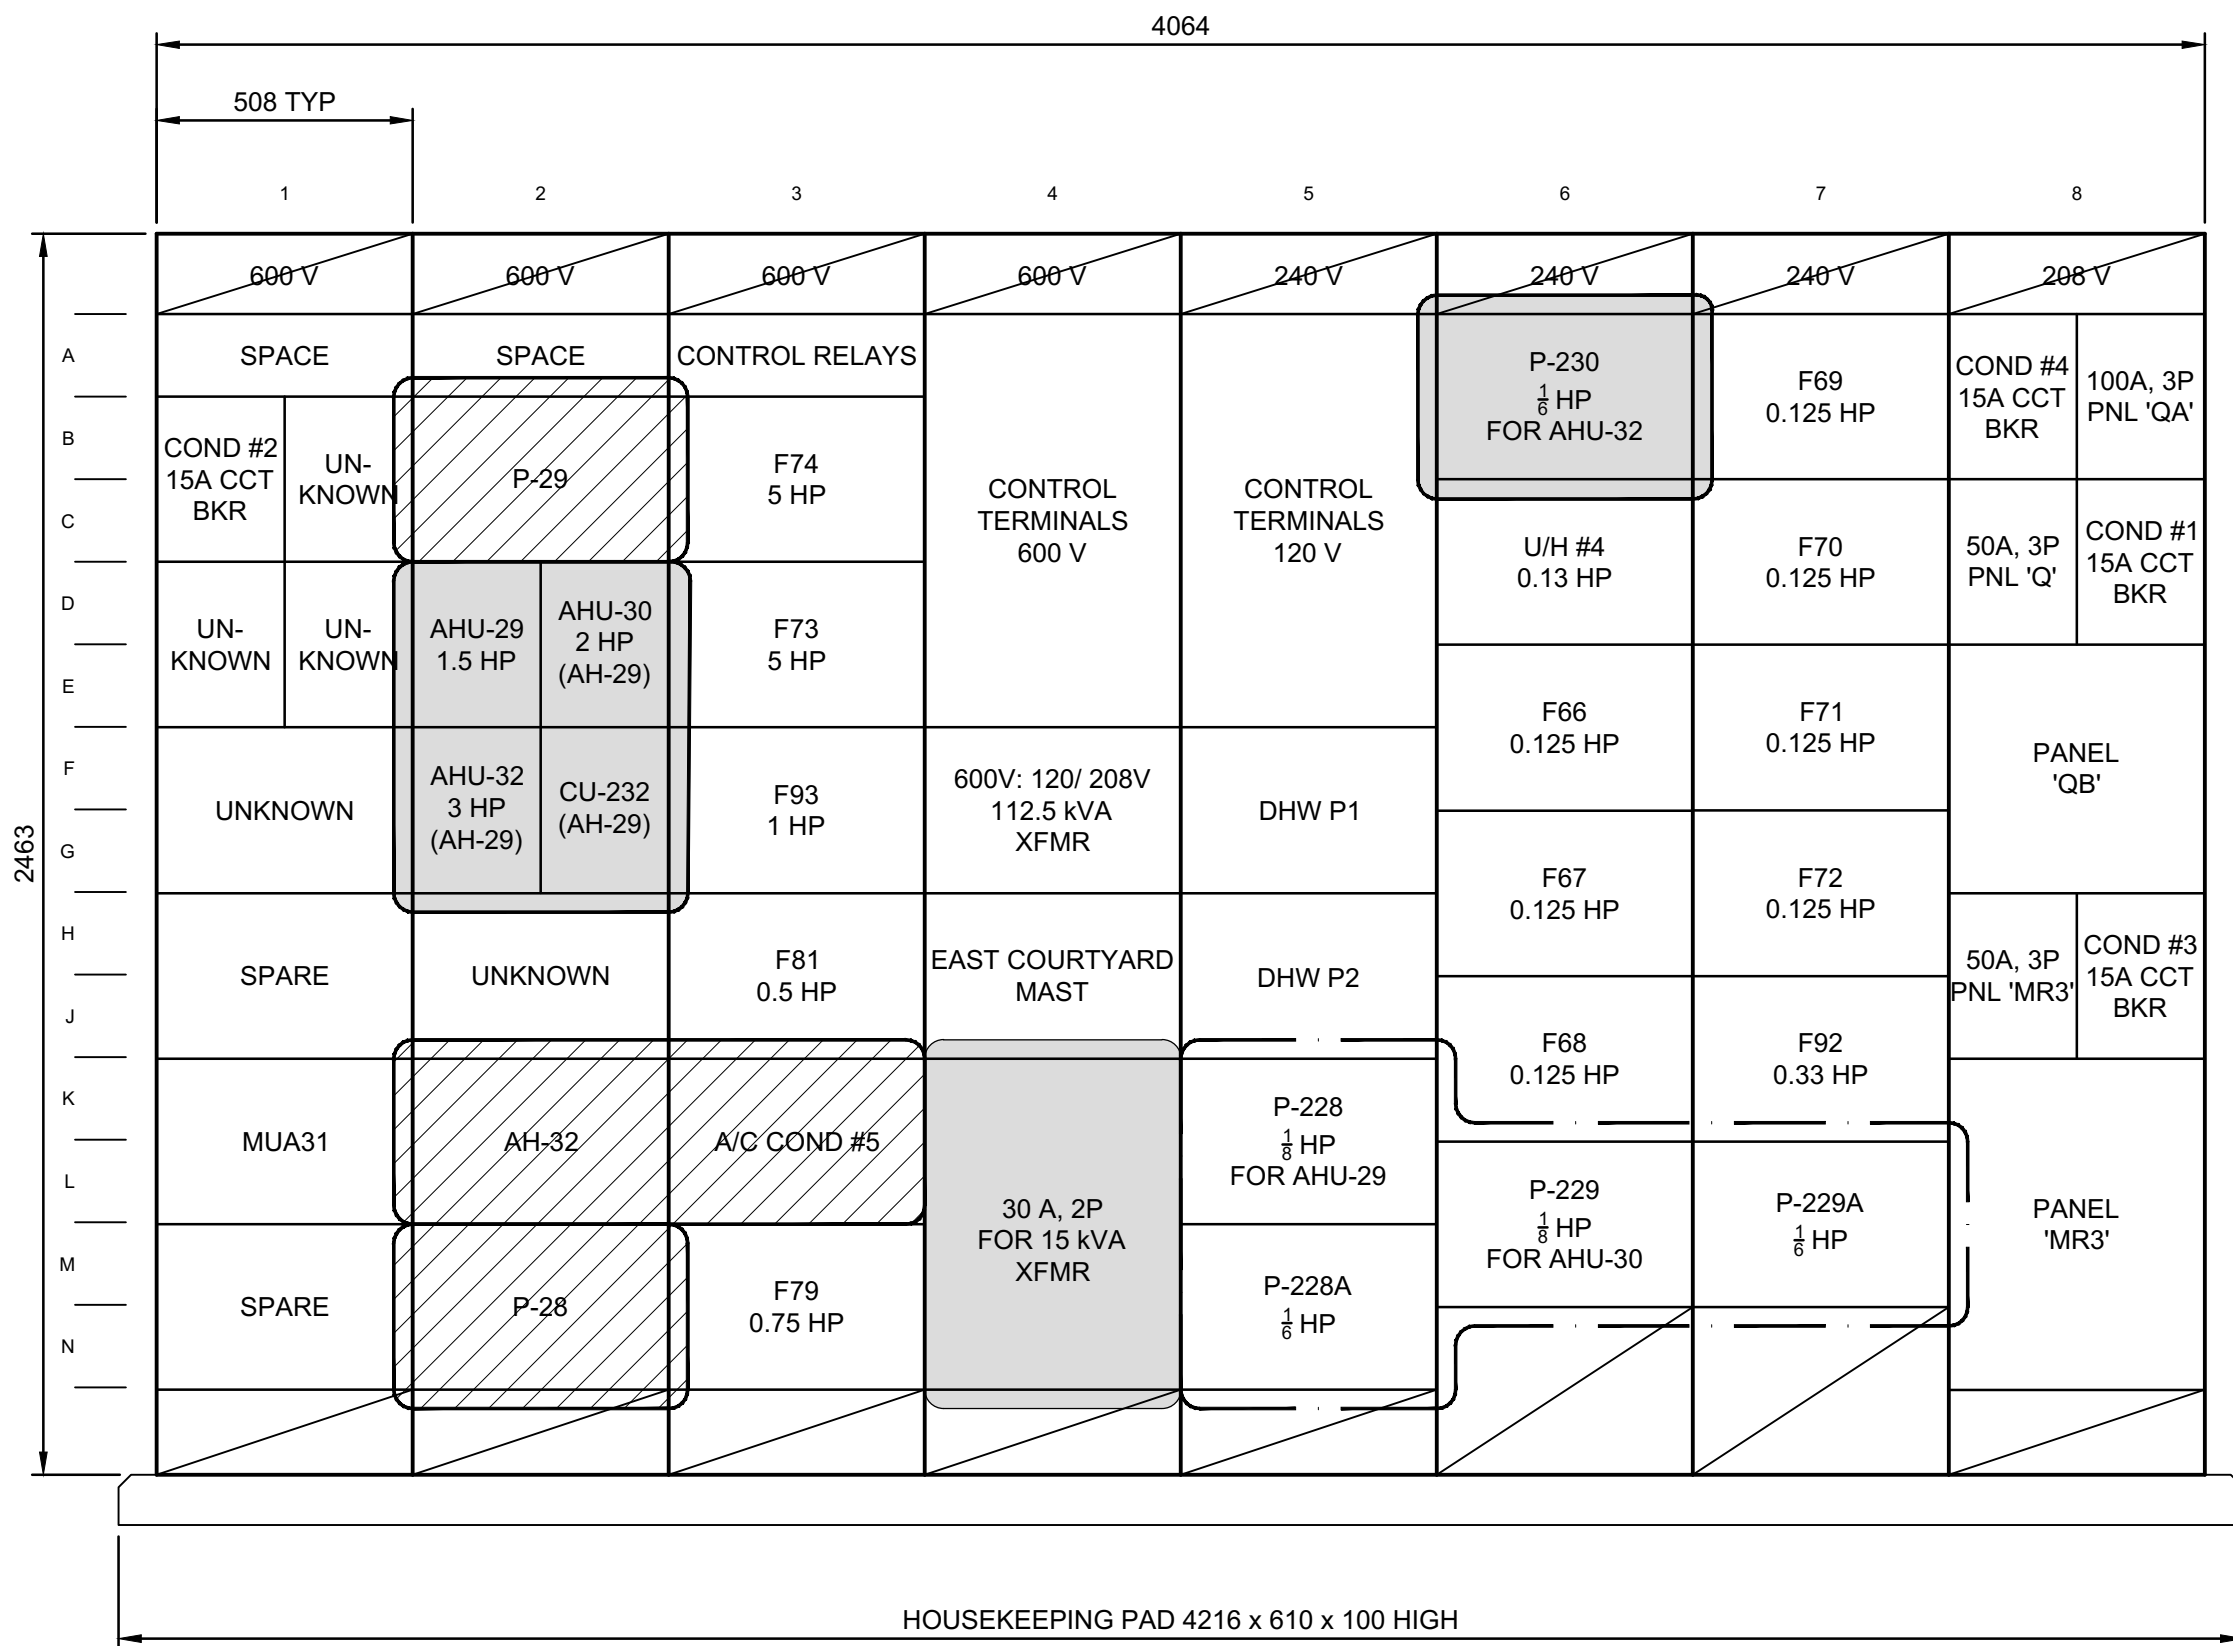 4064
508 TYP
1 2 3 4 5 6 7 8
2463
600 V
600 V
600 V
600 V
240 V
240 V
240 V
208 V
A
B
C
D
E
F
G
H
J
K
L
M
N
SPACE
COND #2
15A CCT
BKR
UN-
KNOWN
UN-
KNOWN
UN-
KNOWN
UNKNOWN
SPARE
MUA31
SPARE
SPACE
P-29
AHU-29
1.5 HP
AHU-30
2 HP
(AH-29)
AHU-32
3 HP
(AH-29)
CU-232
(AH-29)
UNKNOWN
AH-32
P-28
CONTROL RELAYS
F74
5 HP
F73
5 HP
F93
1 HP
F81
0.5 HP
A/C COND #5
F79
0.75 HP
CONTROL
TERMINALS
600 V
600V: 120/ 208V
112.5 kVA
XFMR
EAST COURTYARD
MAST
30 A, 2P
FOR 15 kVA
XFMR
CONTROL
TERMINALS
120 V
DHW P1
DHW P2
P-228
1/8 HP
FOR AHU-29
P-228A
1/6 HP
P-230
1/6 HP
FOR AHU-32
U/H #4
0.13 HP
F66
0.125 HP
F67
0.125 HP
F68
0.125 HP
P-229
1/8 HP
FOR AHU-30
F69
0.125 HP
F70
0.125 HP
F71
0.125 HP
F72
0.125 HP
F92
0.33 HP
P-229A
1/6 HP
COND #4
15A CCT
BKR
100A, 3P
PNL 'QA'
50A, 3P
PNL 'Q'
COND #1
15A CCT
BKR
PANEL
'QB'
50A, 3P
PNL 'MR3'
COND #3
15A CCT
BKR
PANEL
'MR3'
HOUSEKEEPING PAD 4216 x 610 x 100 HIGH